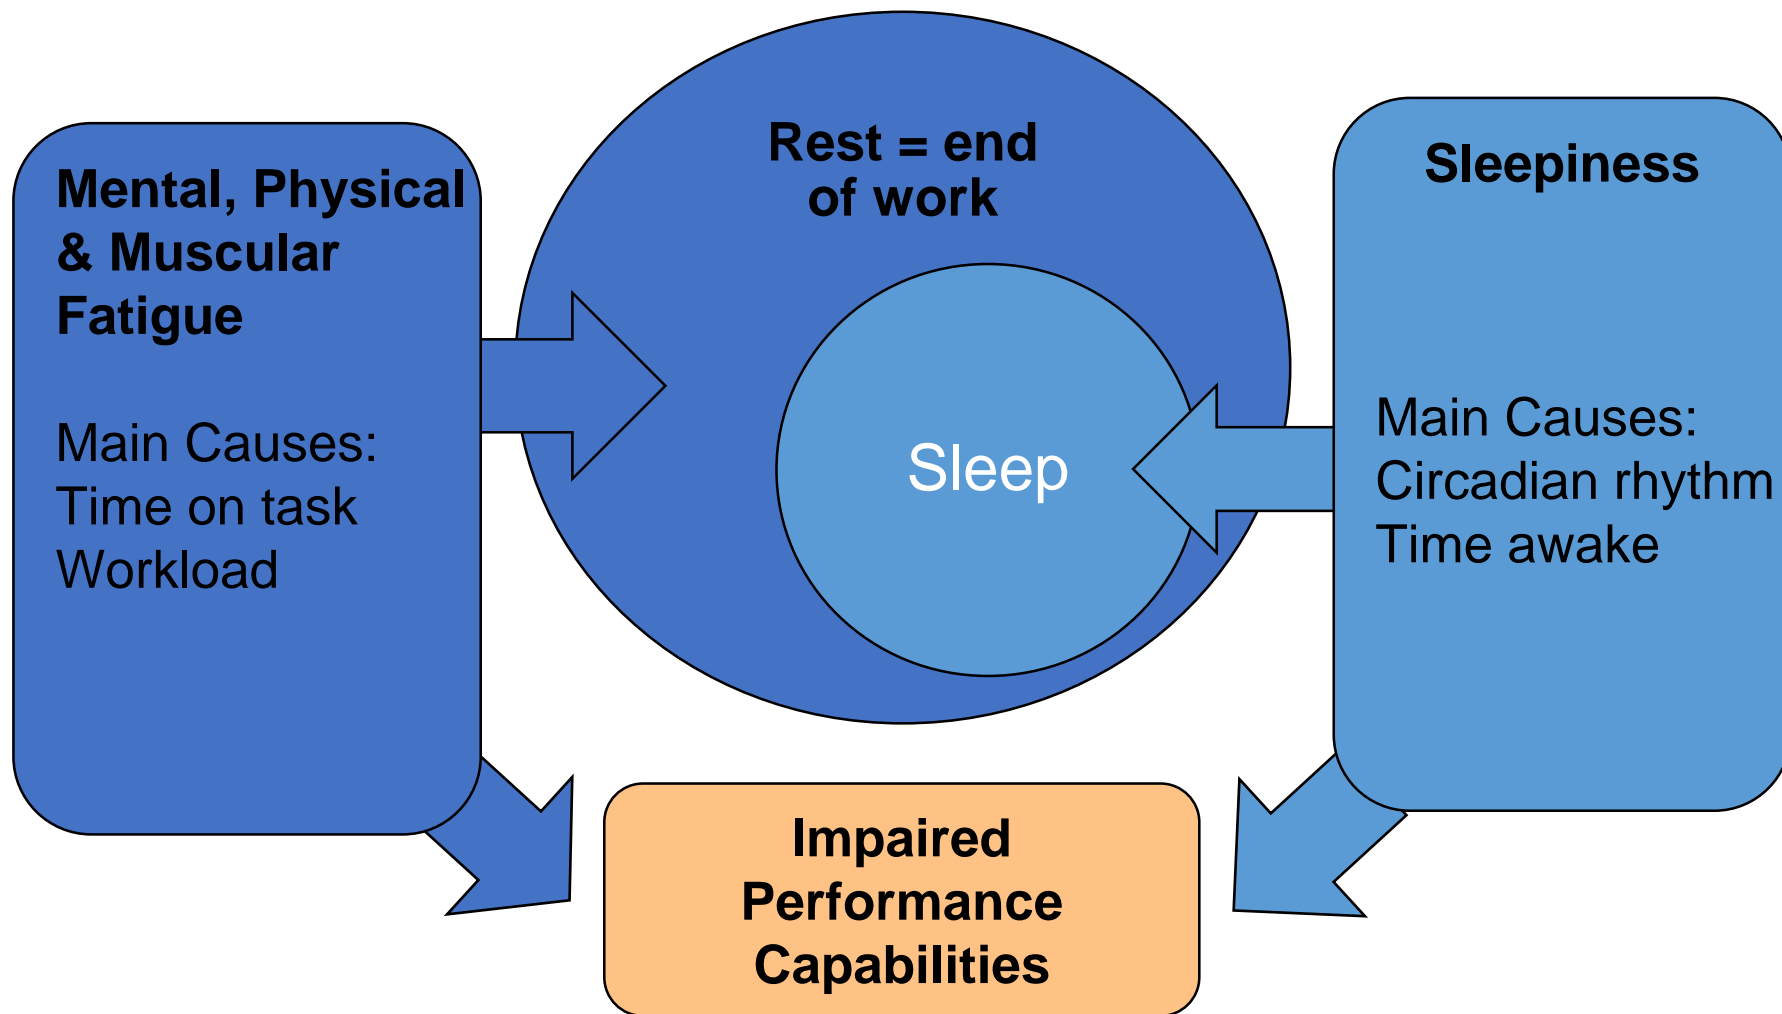 Mental, Physical
& Muscular
Fatigue
Main Causes:
Time on task
Workload
Rest = end
of work
Sleep
Sleepiness
Main Causes:
Circadian rhythm
Time awake
Impaired
Performance
Capabilities